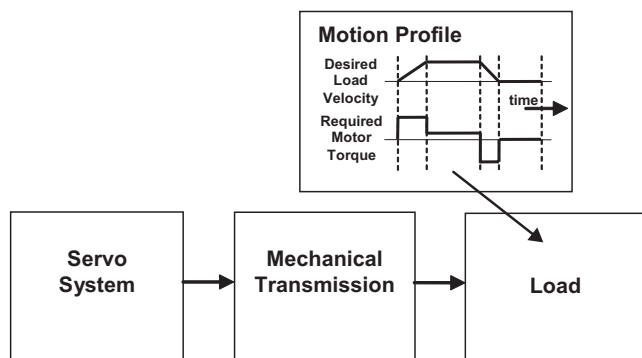 Motion Profile
Desired
Load
Velocity
time
Required
Motor
Torque
Servo
System
Mechanical
Transmission
Load